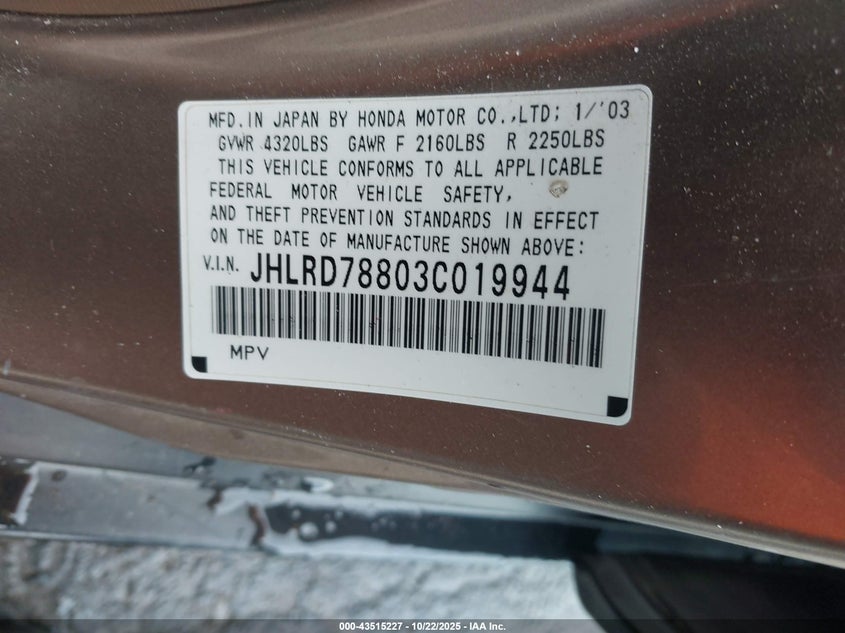 MFD.IN JAPAN BY HONDA MOTOR CO.,LTD; 1/'03
GVWR 4320LBS GAWR F 2160LBS R 2250LBS
THIS VEHICLE CONFORMS TO ALL APPLICABLE
FEDERAL MOTOR VEHICLE SAFETY,
AND THEFT PREVENTION STANDARDS IN EFFECT
ON THE DATE OF MANUFACTURE SHOWN ABOVE:
V.I.N. JHLRD78803C019944
MPV
000-43515227 - 10/22/2025 - IAA Inc.